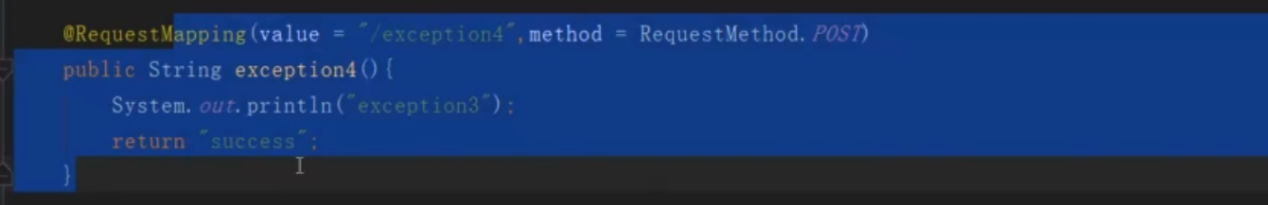 @RequestMapping(value = "/exception4",method = RequestMethod.POST)
public String exception4(){
System.out.println("exception3");
return "success";
}